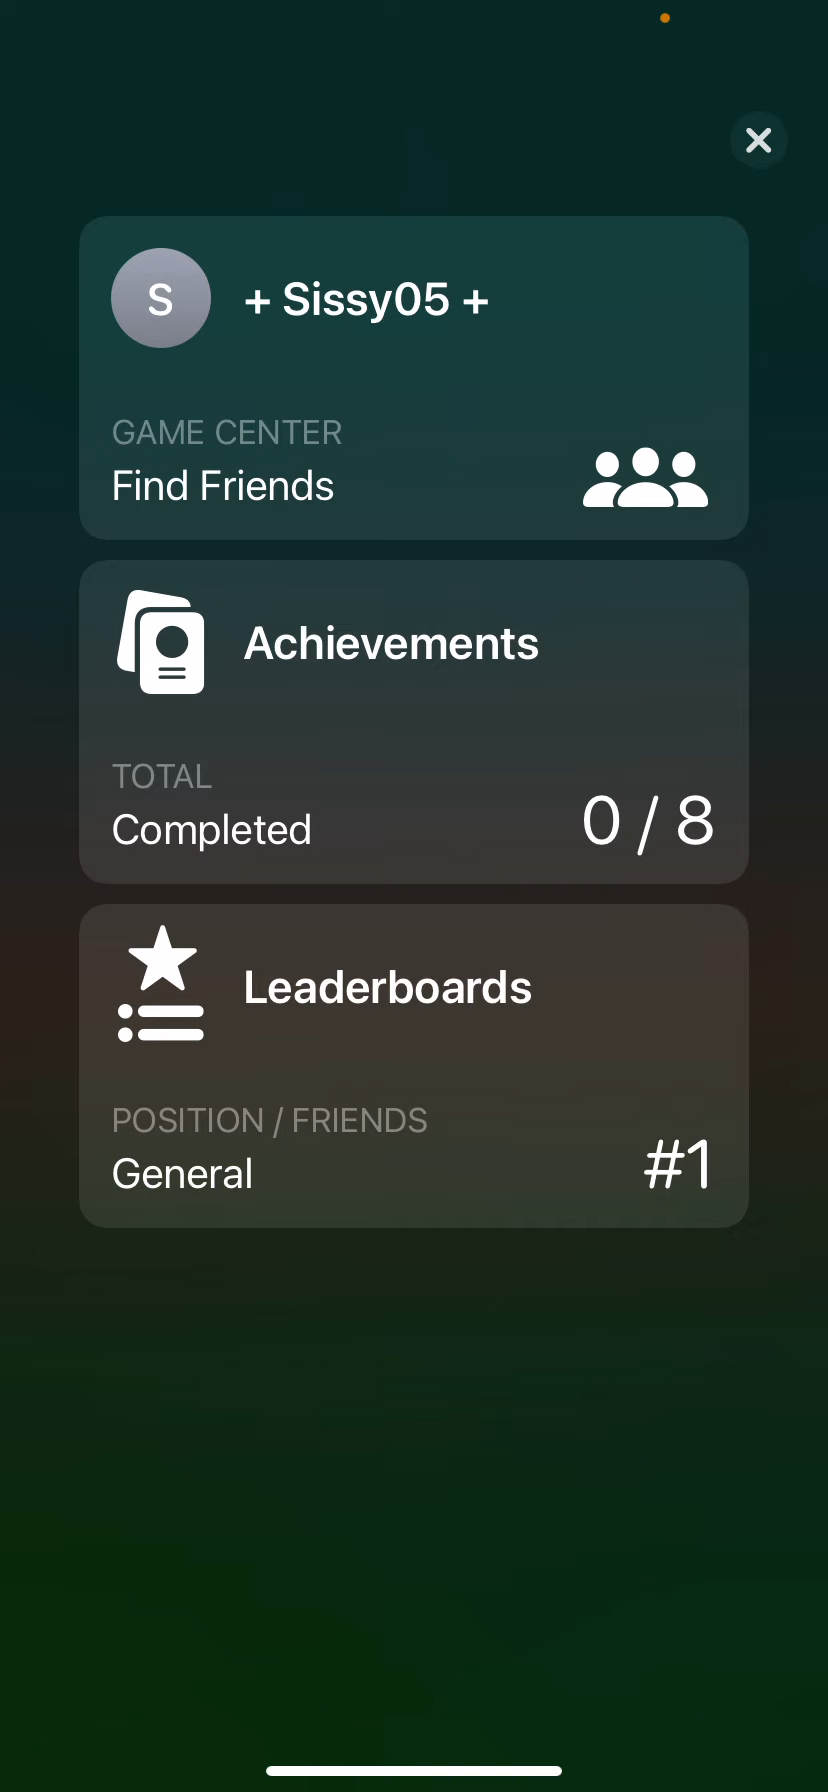 S
+ Sissy05 +
GAME CENTER
Find Friends
Achievements
TOTAL
Completed
0 / 8
Leaderboards
POSITION / FRIENDS
General
#1